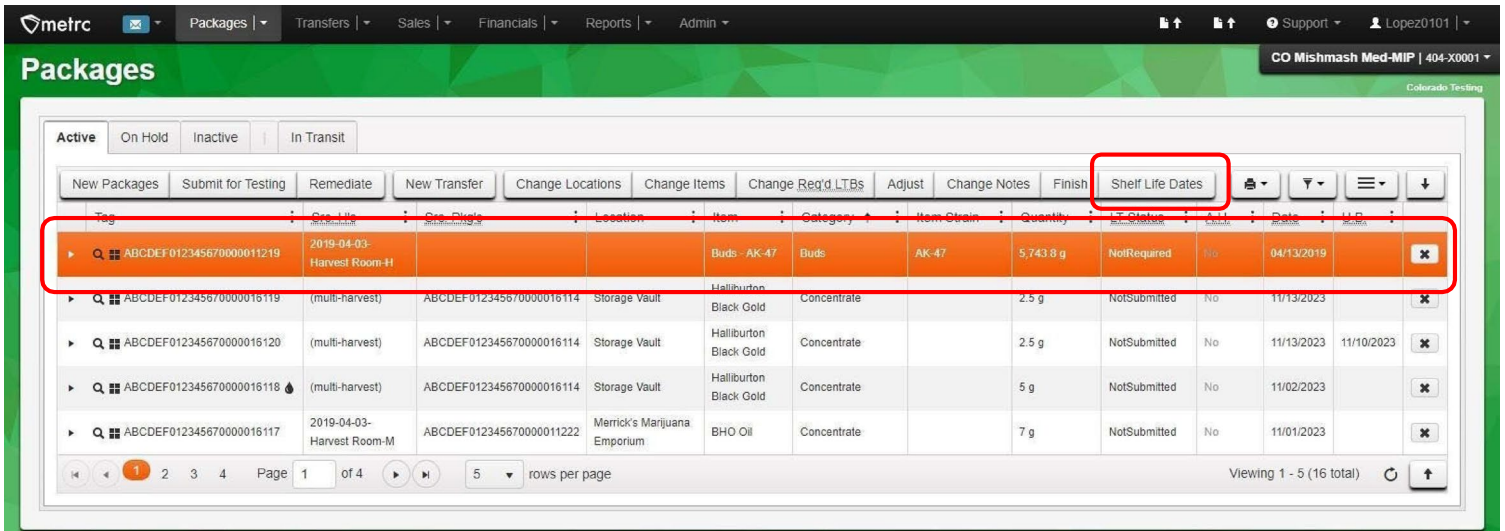 metrc Packages | Transfers | Sales | Financials | Reports | Admin Support Lopez0101 |
Packages
CO Mishmash Med-MIP | 404-X0001
Colorado Testing
Active On Hold Inactive | In Transit
New Packages Submit for Testing Remediate New Transfer Change Locations Change Items Change Req'd LTBs Adjust Change Notes Finish Shelf Life Dates
Tag Src. H's Src. Pkg's Location Item Category Item Strain Quantity LT Status A.H. Date U.B.
ABCDEF012345670000011219 2019-04-03-Harvest Room-H Buds - AK-47 Buds AK-47 5,743.8 g NotRequired No 04/13/2019
ABCDEF012345670000016119 (multi-harvest) ABCDEF012345670000016114 Storage Vault Halliburton Black Gold Concentrate 2.5 g NotSubmitted No 11/13/2023
ABCDEF012345670000016120 (multi-harvest) ABCDEF012345670000016114 Storage Vault Halliburton Black Gold Concentrate 2.5 g NotSubmitted No 11/13/2023 11/10/2023
ABCDEF012345670000016118 (multi-harvest) ABCDEF012345670000016114 Storage Vault Halliburton Black Gold Concentrate 5 g NotSubmitted No 11/02/2023
ABCDEF012345670000016117 2019-04-03-Harvest Room-M ABCDEF012345670000011222 Merrick's Marijuana Emporium BHO Oil Concentrate 7 g NotSubmitted No 11/01/2023
1 2 3 4 Page 1 of 4 5 rows per page Viewing 1 - 5 (16 total)